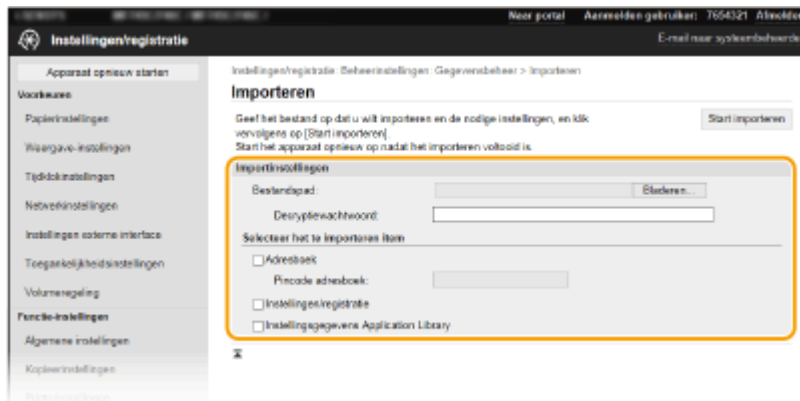 Naar portal Aanmelden gebruiker: 7654321 Afmelden
Instellingen/registratie
E-mail naar systeembeheerde
Apparaat opnieuw starten
Voorkeuren
Papierinstellingen
Weergave-instellingen
Tijdklokinstellingen
Netwerkinstellingen
Instellingen externe interface
Toegankelijkheidsinstellingen
Volumeregeling
Functie-instellingen
Algemene instellingen
Kopieerinstellingen
Instellingen/registratie: Beheerinstellingen: Gegevensbeheer > Importeren
Importeren
Geef het bestand op dat u wilt importeren en de nodige instellingen, en klik
vervolgens op [Start importeren].
Start het apparaat opnieuw op nadat het importeren voltooid is.
Start importeren
Importinstellingen
Bestandspad:
Bladeren...
Decryptiewachtwoord:
Selecteer het te importeren item
Adresboek
Pincode adresboek:
Instellingen/registratie
Instellingsgegevens Application Library